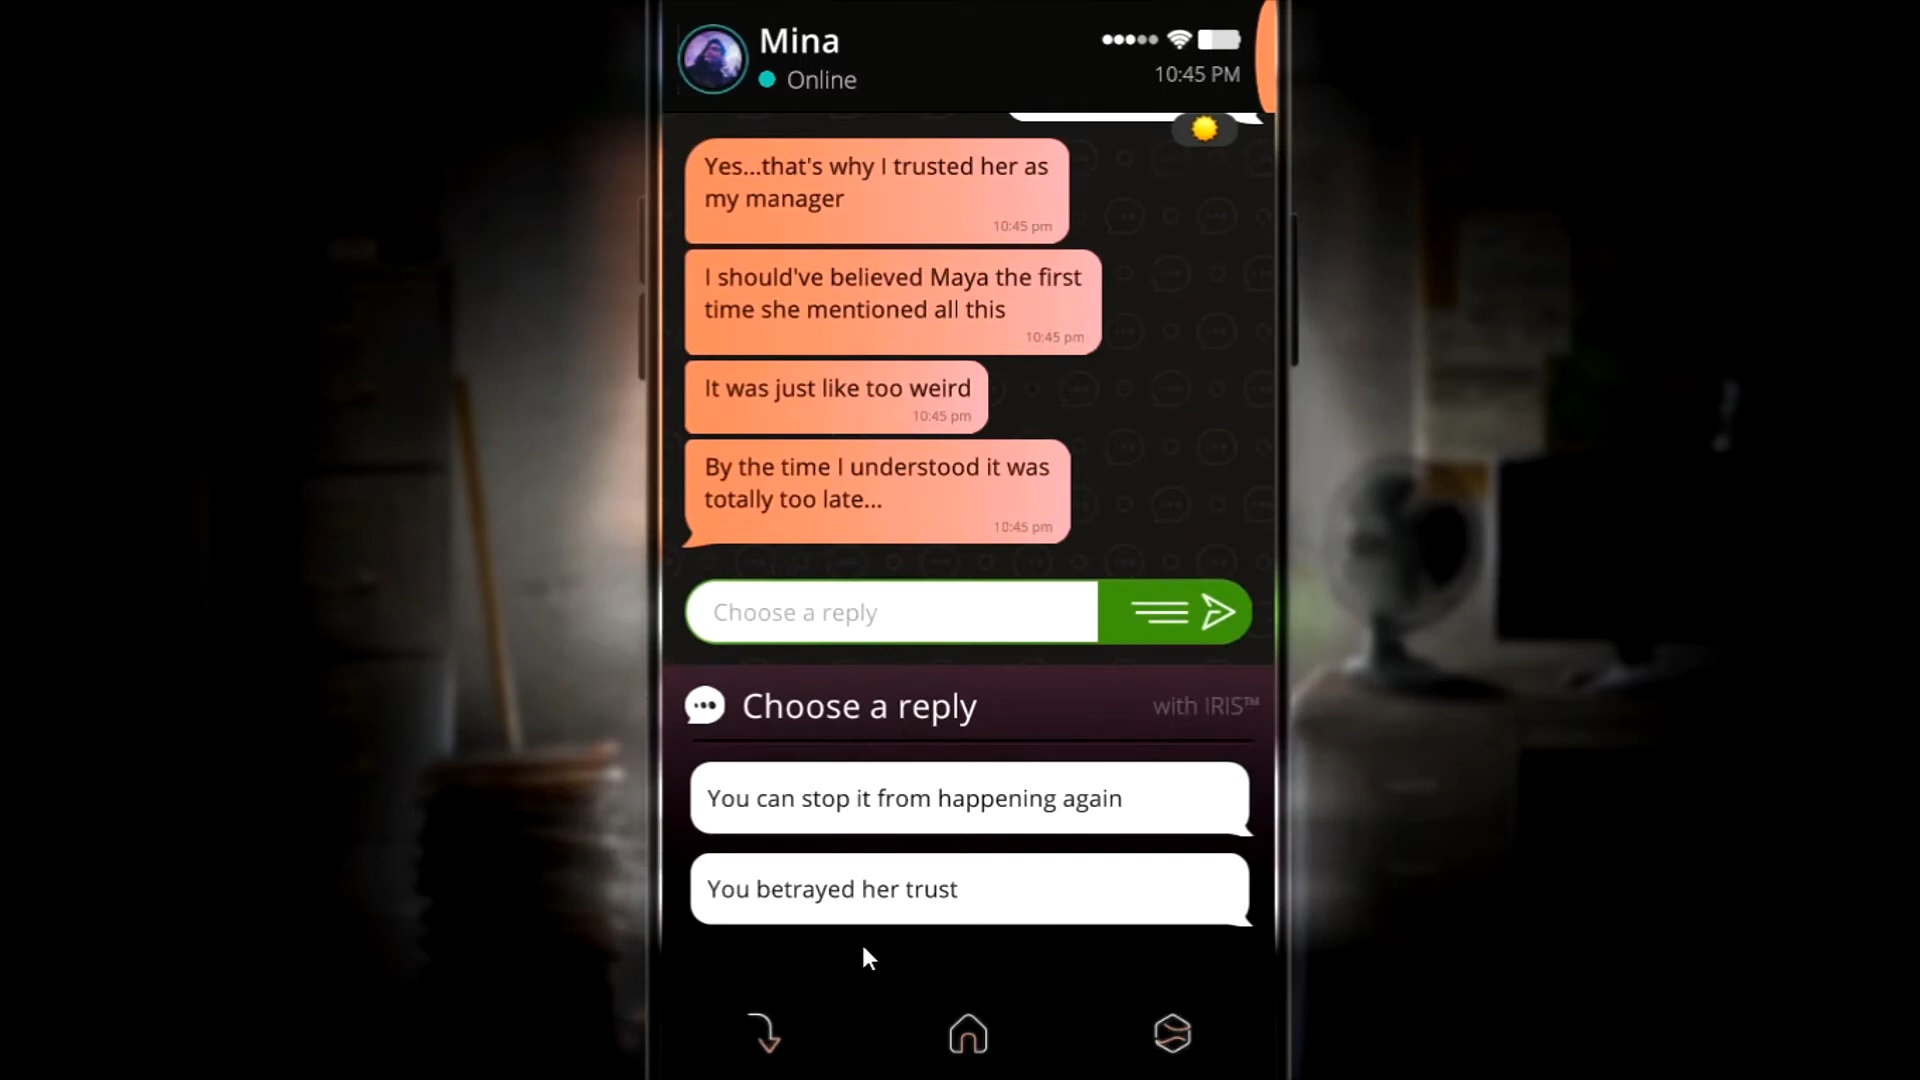 Mina
Online
10:45 PM
Yes...that's why I trusted her as
my manager
10:45 pm
I should've believed Maya the first
time she mentioned all this
10:45 pm
It was just like too weird
10:45 pm
By the time I understood it was
totally too late...
10:45 pm
Choose a reply
Choose a reply
with IRIS™
You can stop it from happening again
You betrayed her trust